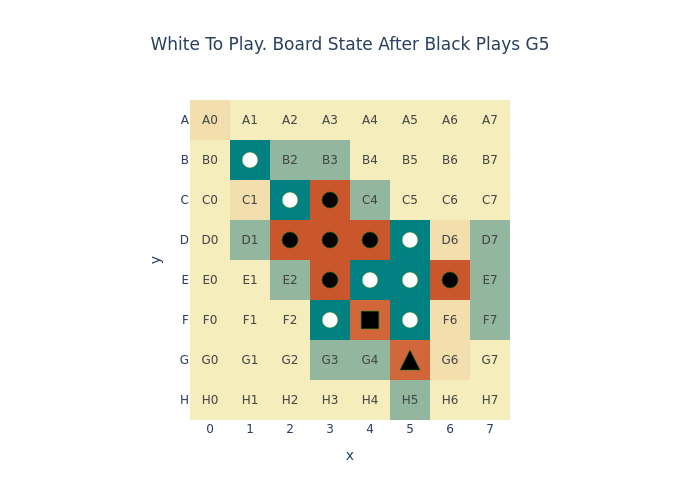 White To Play. Board State After Black Plays G5
A A0 A1 A2 A3 A4 A5 A6 A7
B B0 B2 B3 B4 B5 B6 B7
C C0 C1 C4 C5 C6 C7
D D0 D1 D6 D7
E E0 E1 E2 E7
F F0 F1 F2 F6 F7
G G0 G1 G2 G3 G4 G6 G7
H H0 H1 H2 H3 H4 H5 H6 H7
0 1 2 3 4 5 6 7
x
y